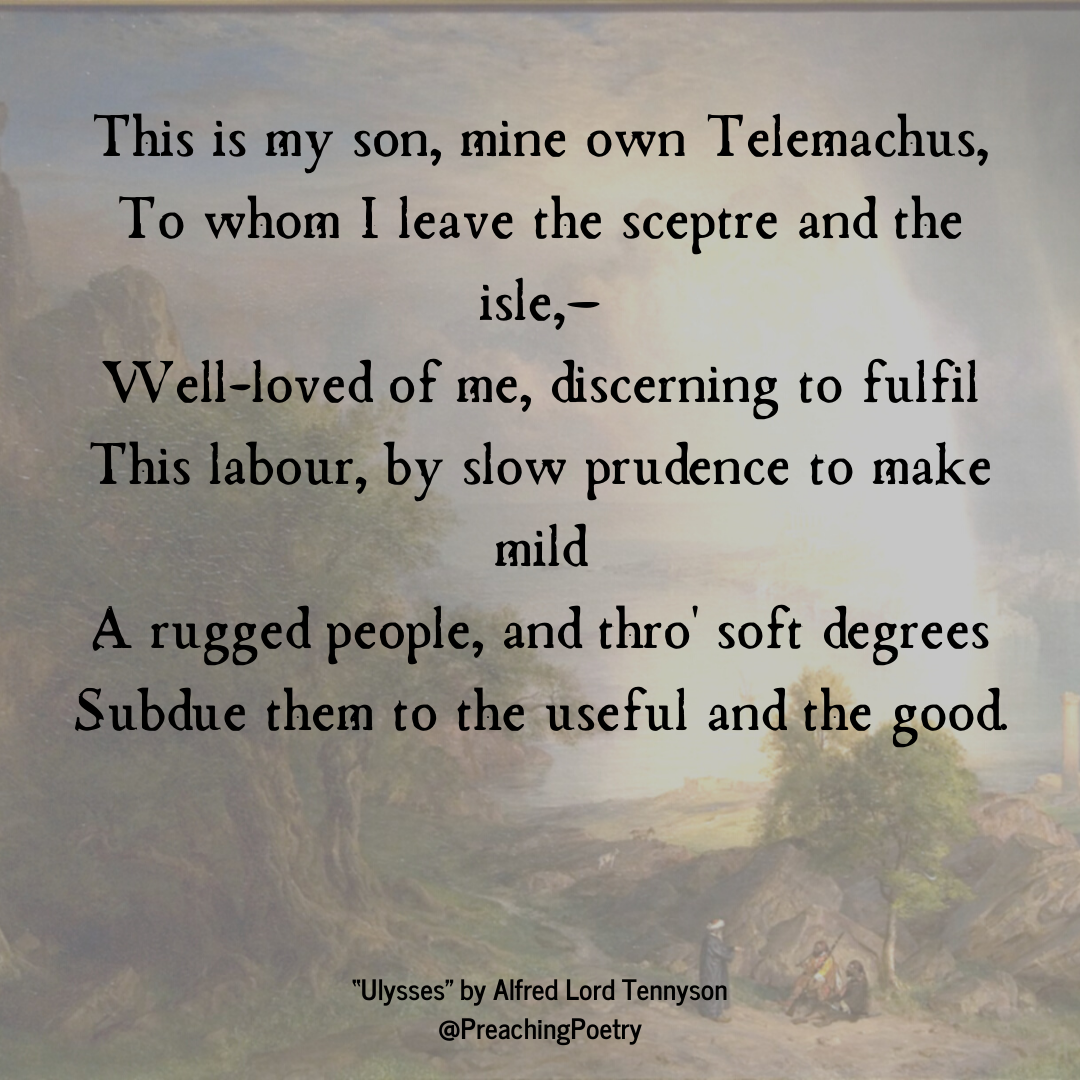 This is my son, mine own Telemachus,
To whom I leave the sceptre and the
isle,—
Well-loved of me, discerning to fulfil
This labour, by slow prudence to make
mild
A rugged people, and thro' soft degrees
Subdue them to the useful and the good.
“Ulysses” by Alfred Lord Tennyson
@PreachingPoetry